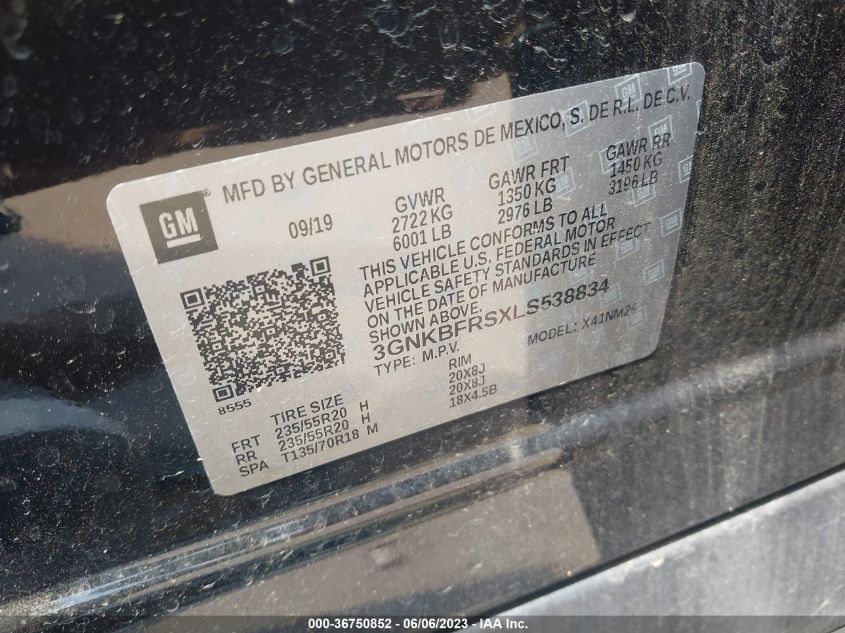 GM
MFD BY GENERAL MOTORS DE MEXICO, S. DE R.L. DE C.V.
09/19
GVWR GAWR FRT GAWR RR
2722 KG 1350 KG 1450 KG
6001 LB 2976 LB 3196 LB
THIS VEHICLE CONFORMS TO ALL
APPLICABLE U.S. FEDERAL MOTOR
VEHICLE SAFETY STANDARDS IN EFFECT
ON THE DATE OF MANUFACTURE
SHOWN ABOVE.
3GNKBFRSXLS538834
TYPE: M.P.V. MODEL: X41NM26
8555
TIRE SIZE RIM
FRT 235/55R20 H 20X8J
RR 235/55R20 H 20X8J
SPA T135/70R18 M 18X4.5B
000-36750852 - 06/06/2023 - IAA Inc.